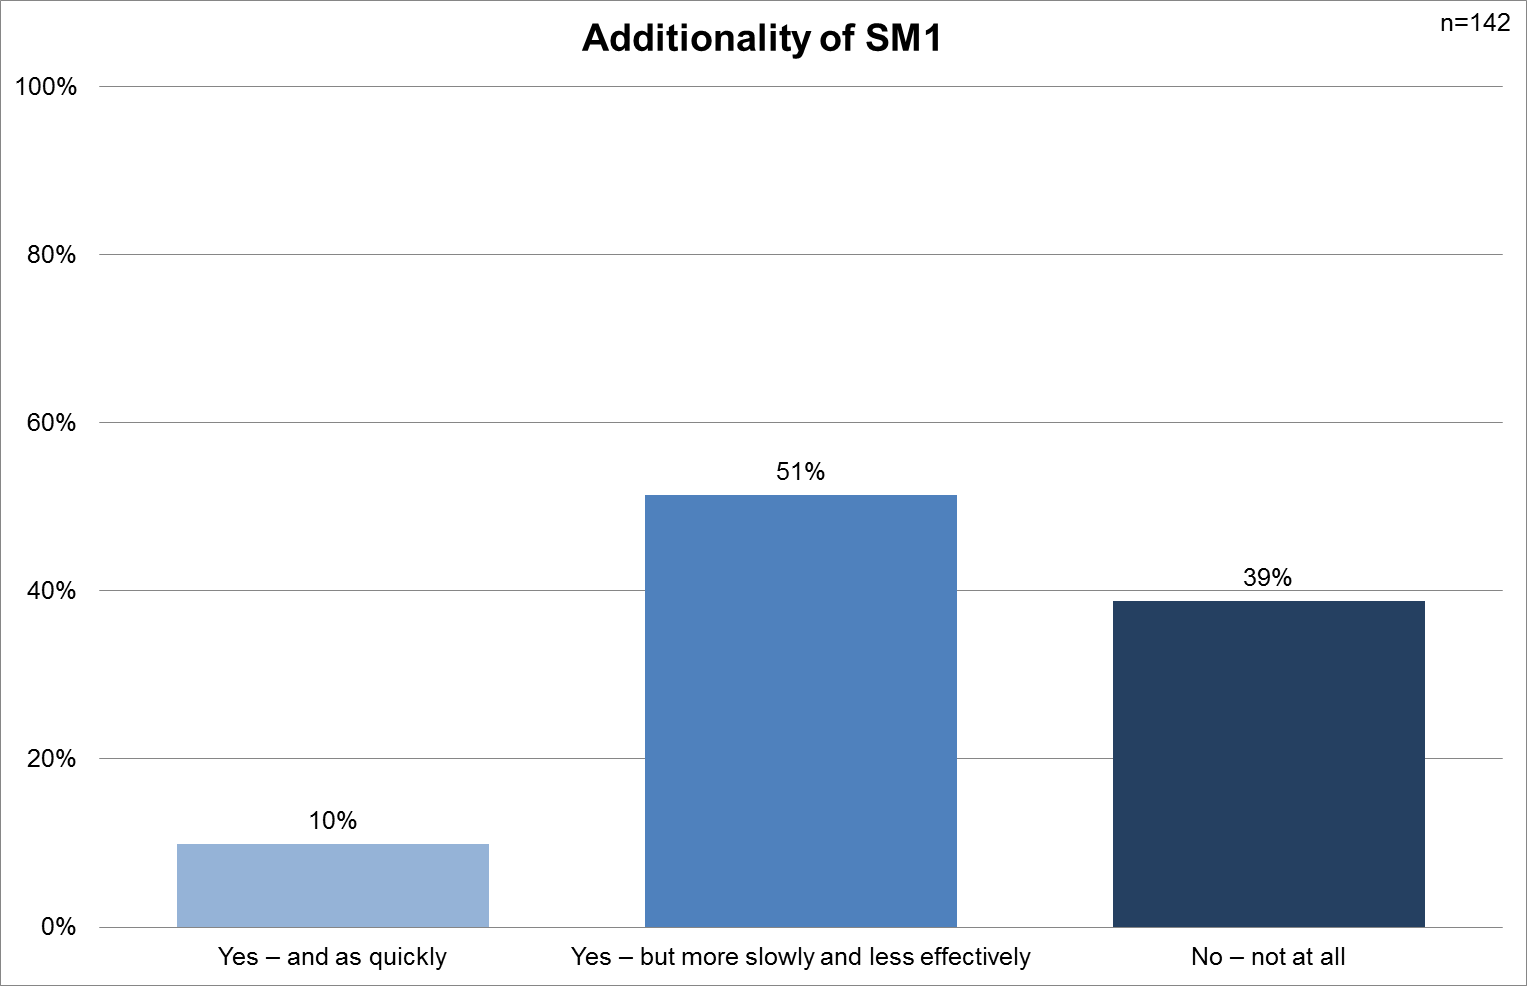 Additionality of SM1
n=142
100%
80%
60%
40%
20%
0%
10%
51%
39%
Yes – and as quickly
Yes – but more slowly and less effectively
No – not at all